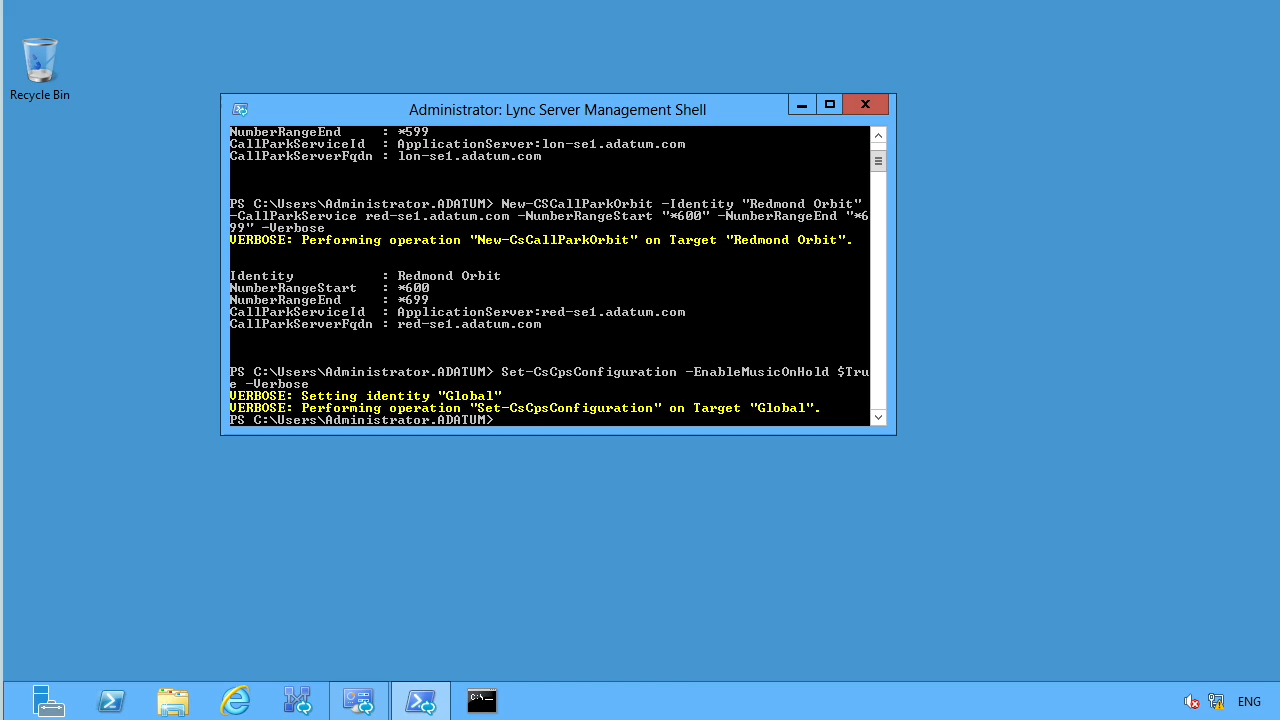 Recycle Bin
Administrator: Lync Server Management Shell
NumberRangeEnd     : *599
CallParkServiceId  : ApplicationServer:lon-se1.adatum.com
CallParkServerFqdn : lon-se1.adatum.com
PS C:\Users\Administrator.ADATUM> New-CSCallParkOrbit -Identity "Redmond Orbit"
-CallParkService red-se1.adatum.com -NumberRangeStart "*600" -NumberRangeEnd "*6
99" -Verbose
VERBOSE: Performing operation "New-CsCallParkOrbit" on Target "Redmond Orbit".
Identity           : Redmond Orbit
NumberRangeStart   : *600
NumberRangeEnd     : *699
CallParkServiceId  : ApplicationServer:red-se1.adatum.com
CallParkServerFqdn : red-se1.adatum.com
PS C:\Users\Administrator.ADATUM> Set-CsCpsConfiguration -EnableMusicOnHold $Tru
e -Verbose
VERBOSE: Setting identity "Global"
VERBOSE: Performing operation "Set-CsCpsConfiguration" on Target "Global".
PS C:\Users\Administrator.ADATUM>
C:\_
ENG